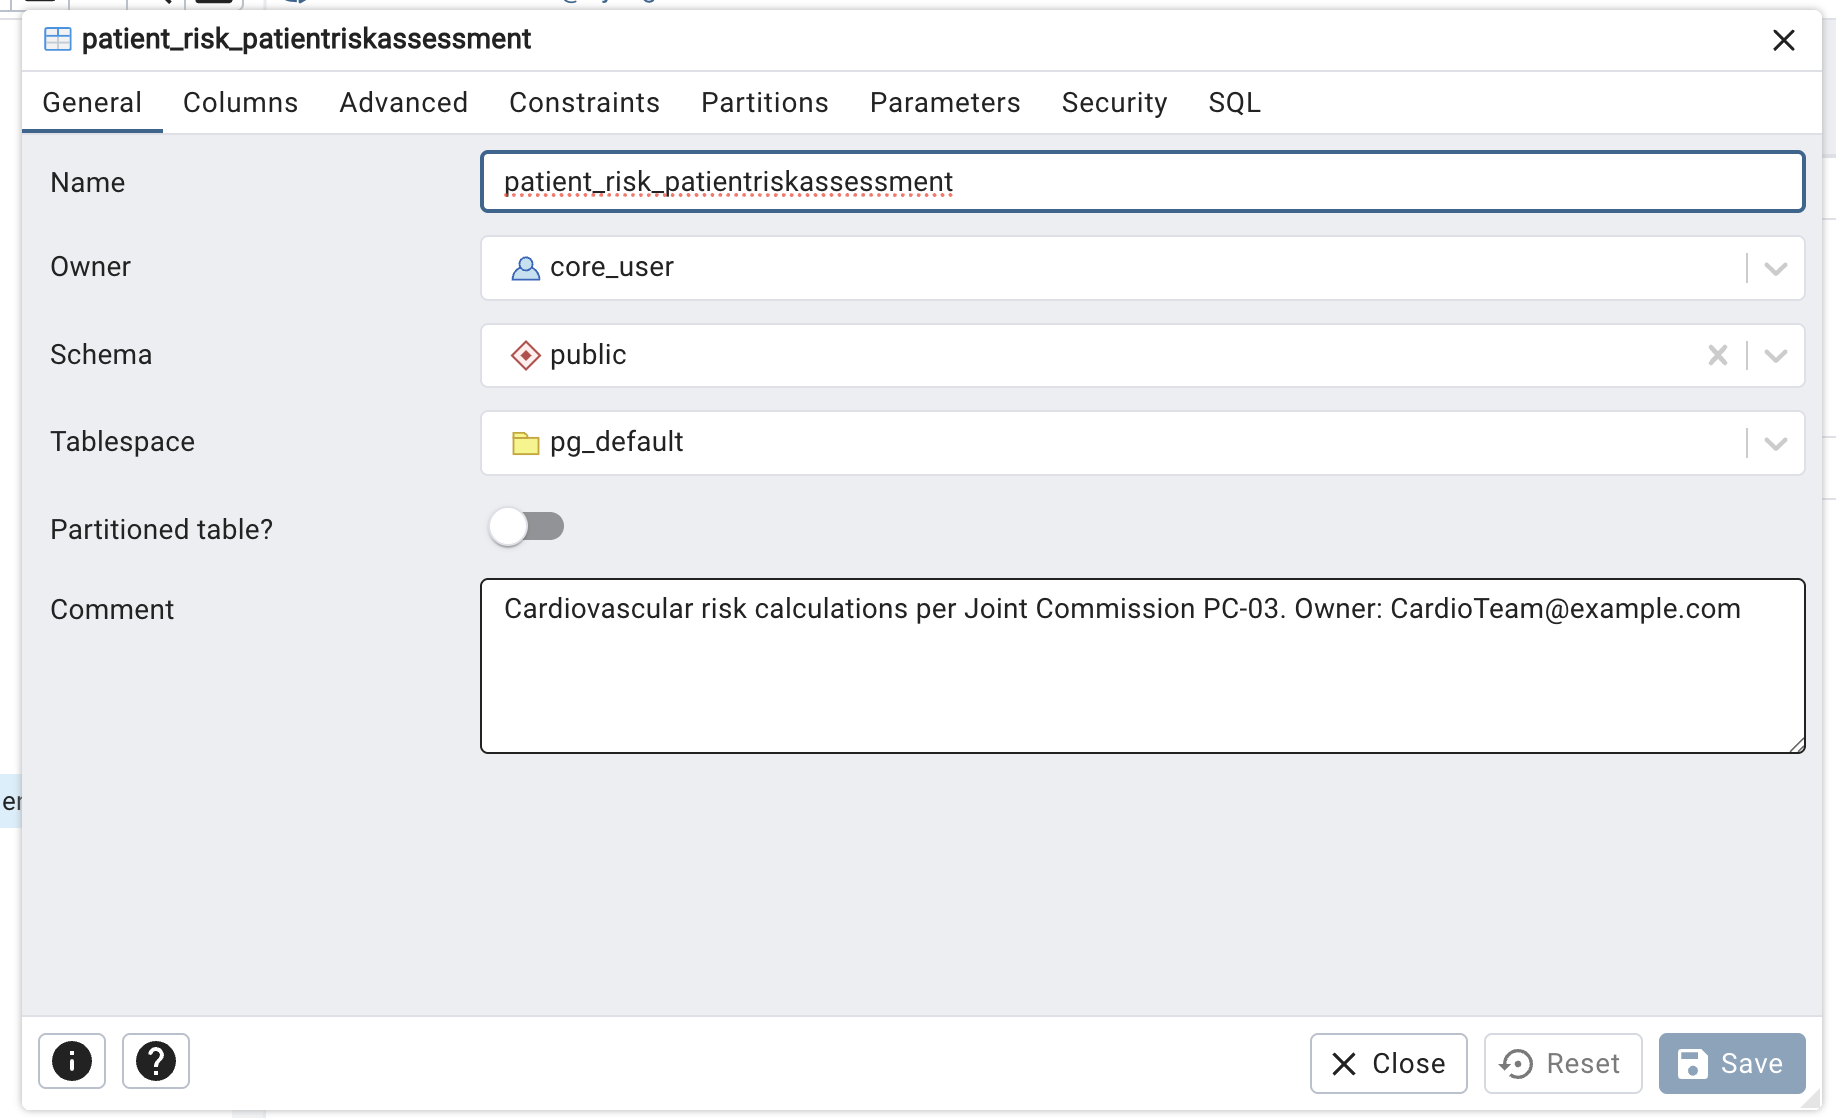 patient_risk_patientriskassessment
General Columns Advanced Constraints Partitions Parameters Security SQL
Name patient_risk_patientriskassessment
Owner core_user
Schema public
Tablespace pg_default
Partitioned table?
Comment Cardiovascular risk calculations per Joint Commission PC-03. Owner: CardioTeam@example.com
Close Reset Save